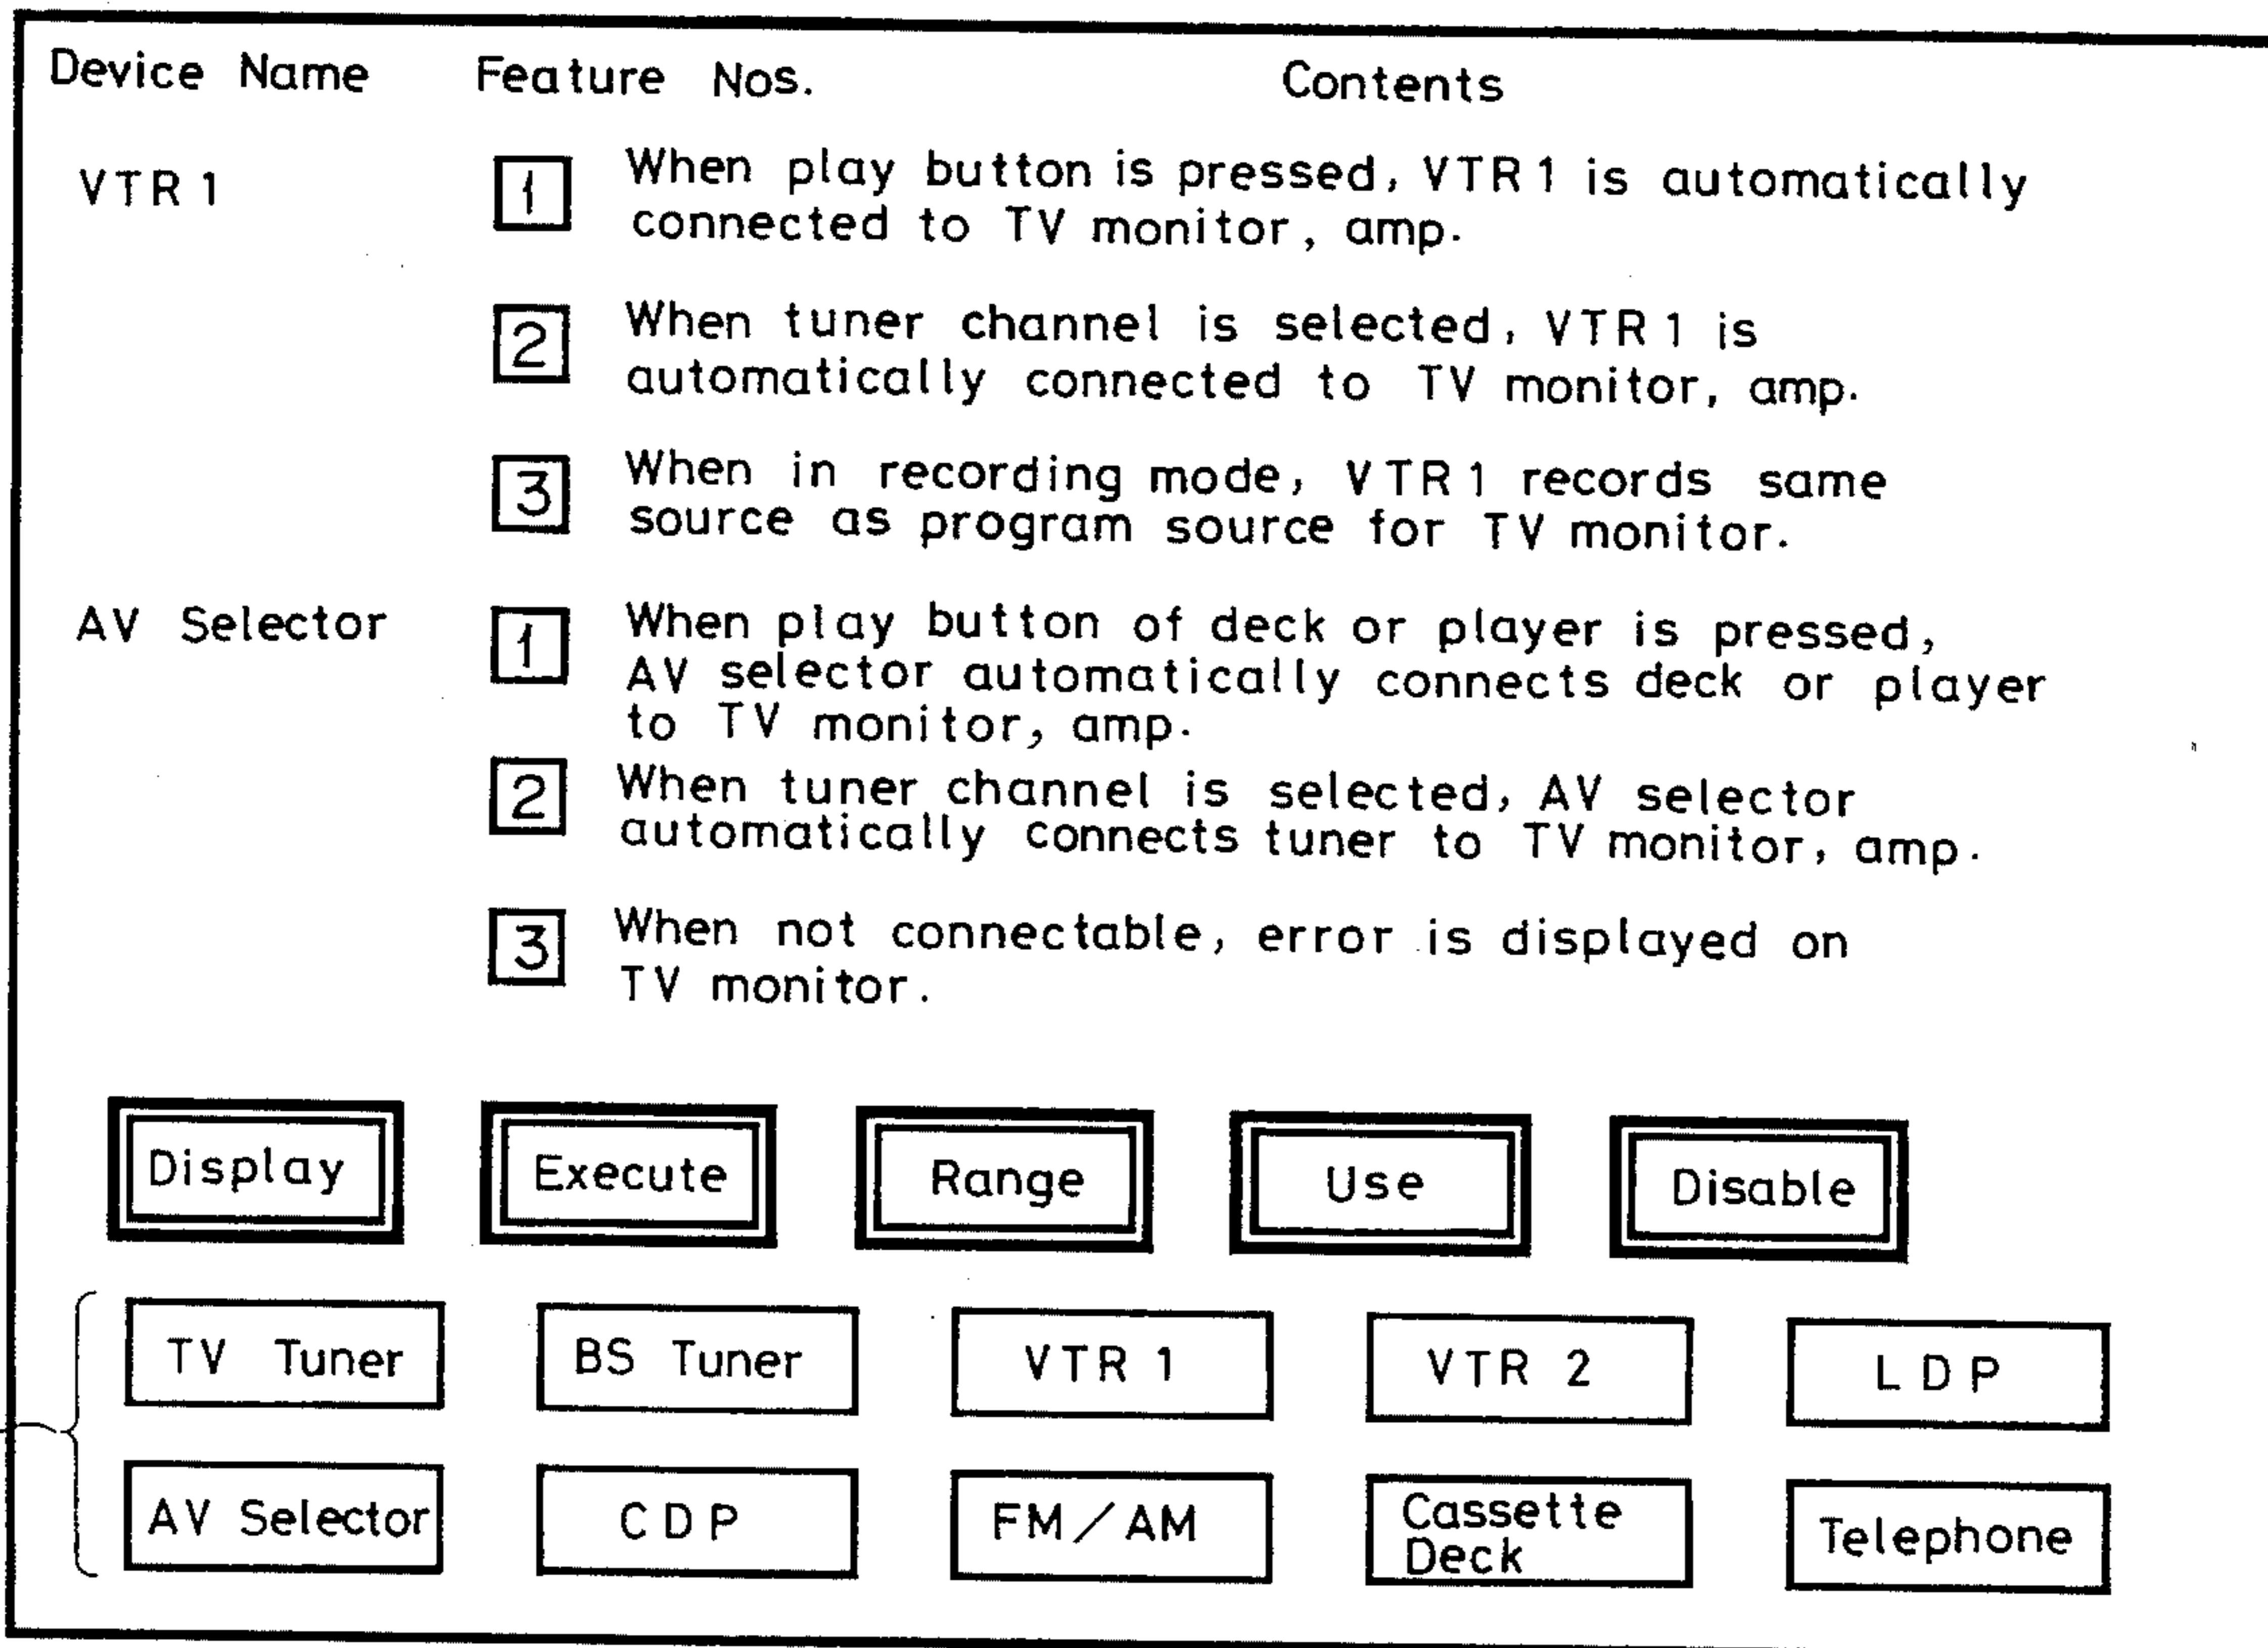 Device Name Feature Nos. Contents
VTR 1 1 When play button is pressed, VTR 1 is automatically
connected to TV monitor, amp.
2 When tuner channel is selected, VTR 1 is
automatically connected to TV monitor, amp.
3 When in recording mode, VTR 1 records same
source as program source for TV monitor.
AV Selector 1 When play button of deck or player is pressed,
AV selector automatically connects deck or player
to TV monitor, amp.
2 When tuner channel is selected, AV selector
automatically connects tuner to TV monitor, amp.
3 When not connectable, error is displayed on
TV monitor.
Display Execute Range Use Disable
TV Tuner BS Tuner VTR 1 VTR 2 LDP
AV Selector CDP FM/AM Cassette
Deck Telephone